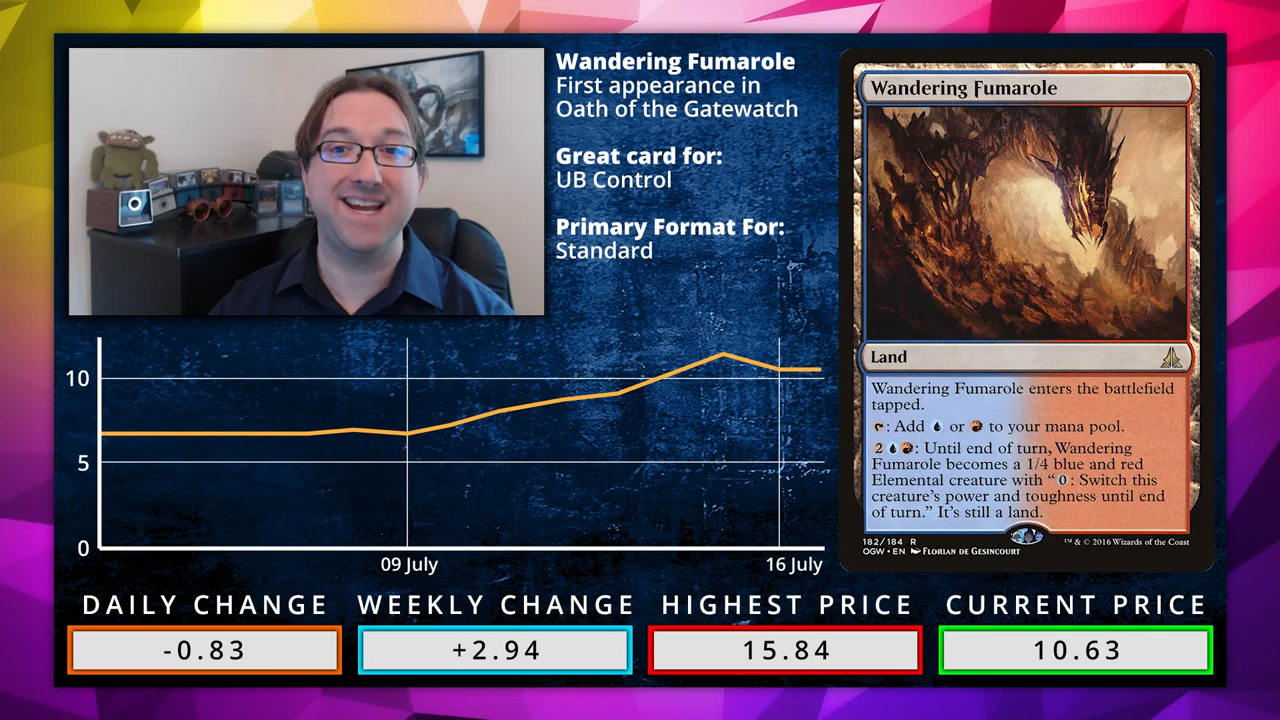 Wandering Fumarole
First appearance in
Oath of the Gatewatch
Great card for:
UB Control
Primary Format For:
Standard
Wandering Fumarole
Land
Wandering Fumarole enters the battlefield
tapped.
: Add or to your mana pool.
2 : Until end of turn, Wandering
Fumarole becomes a 1/4 blue and red
Elemental creature with “0: Switch this
creature's power and toughness until end
of turn.” It's still a land.
182/184 R
OGW • EN FLORIAN DE GESINCOURT
™ & © 2016 Wizards of the Coast
10
5
0
09 July
16 July
DAILY CHANGE
WEEKLY CHANGE
HIGHEST PRICE
CURRENT PRICE
-0.83
+2.94
15.84
10.63